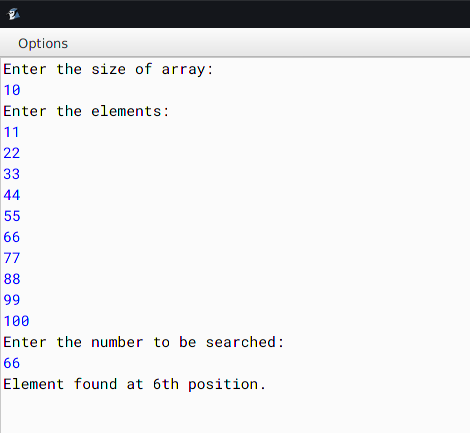 Options
Enter the size of array:
10
Enter the elements:
11
22
33
44
55
66
77
88
99
100
Enter the number to be searched:
66
Element found at 6th position.